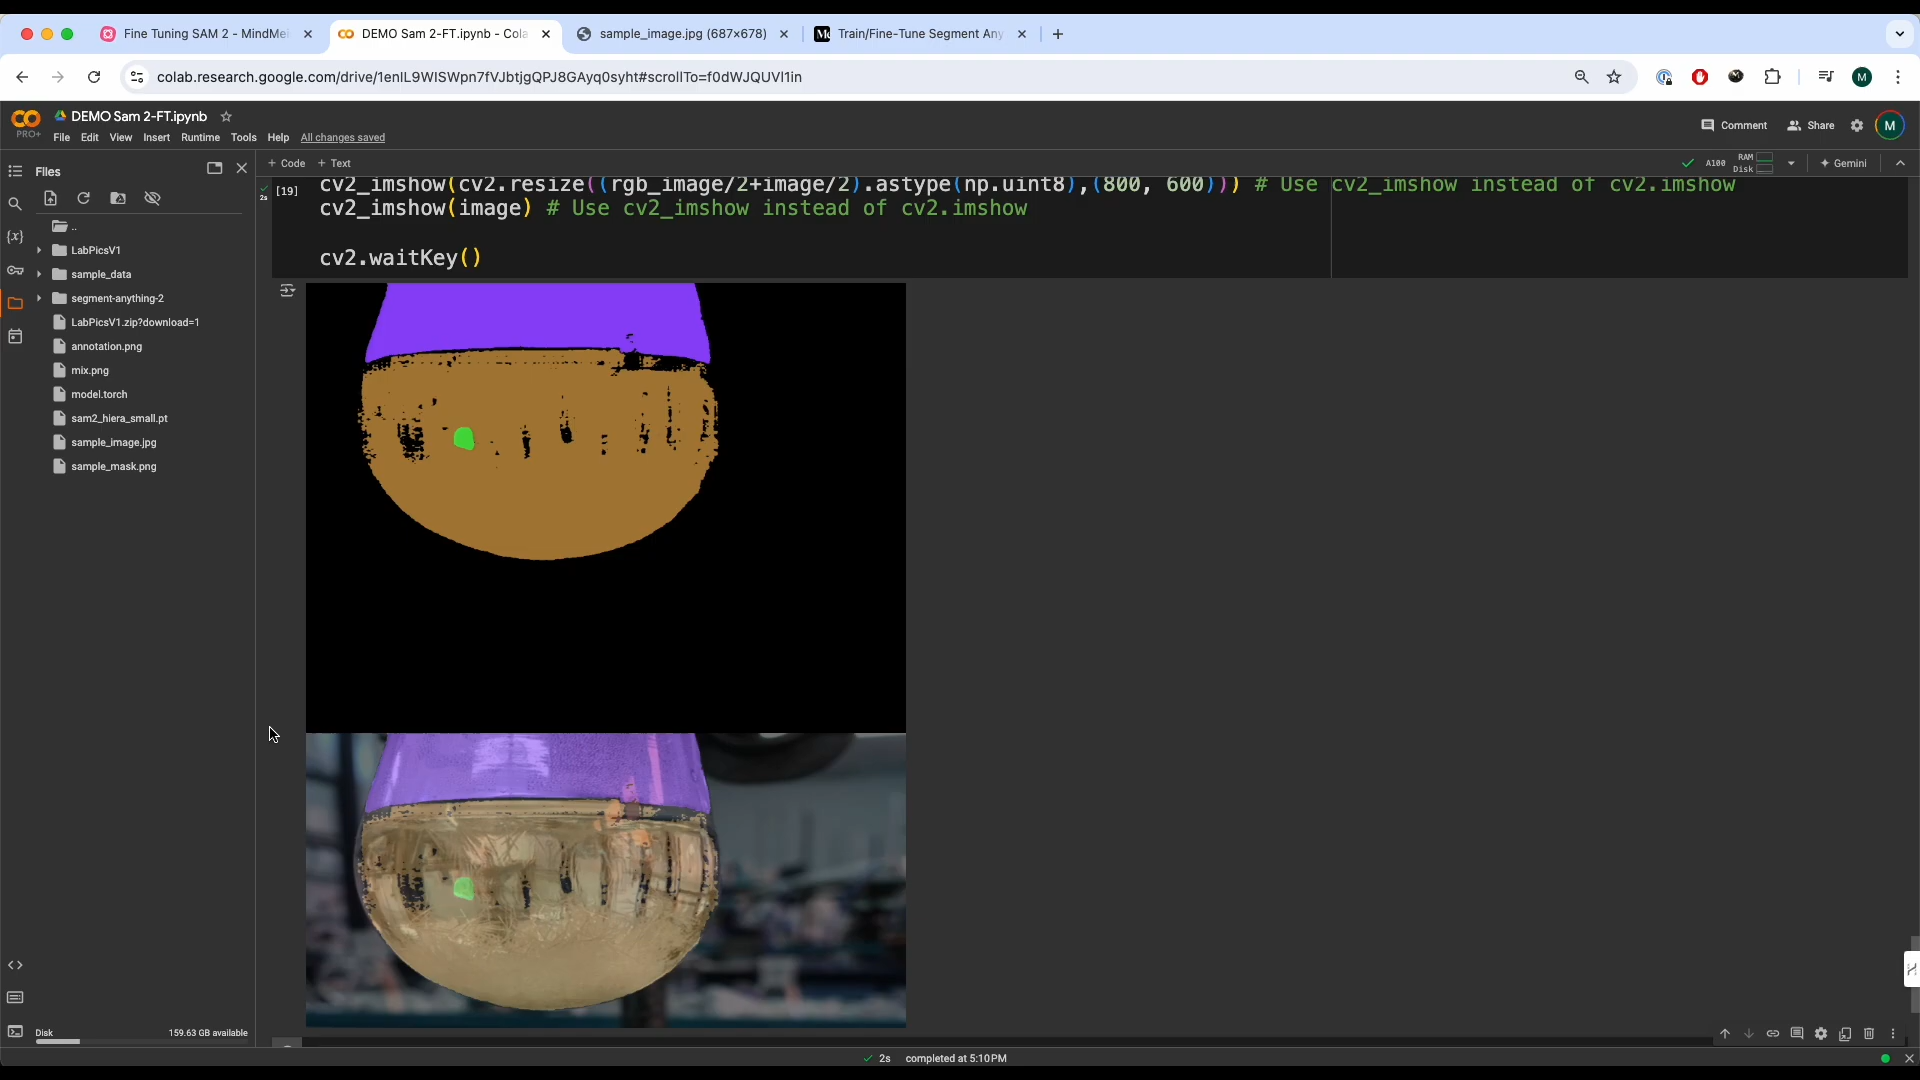 Fine Tuning SAM 2 - MindMe
DEMO Sam 2-FT.ipynb - Cola
sample_image.jpg (687×678)
Train/Fine-Tune Segment Any
colab.research.google.com/drive/1enlL9WISWpn7fVJbtjgQPJ8GAyq0syht#scrollTo=f0dWJQUVl1in
M
PRO+
DEMO Sam 2-FT.ipynb
File Edit View Insert Runtime Tools Help All changes saved
Comment
Share
M
Files
+ Code + Text
A100
RAM
Disk
Gemini
..
LabPicsV1
sample_data
segment-anything-2
LabPicsV1.zip?download=1
annotation.png
mix.png
model.torch
sam2_hiera_small.pt
sample_image.jpg
sample_mask.png
2s
[19]
cv2_imshow(cv2.resize((rgb_image/2+image/2).astype(np.uint8),(800, 600))) # Use cv2_imshow instead of cv2.imshow
cv2_imshow(image) # Use cv2_imshow instead of cv2.imshow
cv2.waitKey()
Disk
159.63 GB available
2s completed at 5:10PM